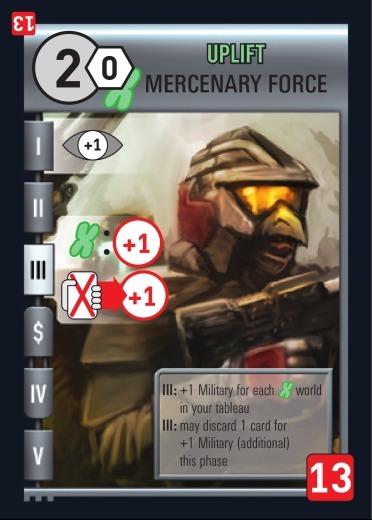 13
2 0
UPLIFT
MERCENARY FORCE
I
+1
II
III
: +1
+1
$
IV
V
III: +1 Military for each world
in your tableau
III: may discard 1 card for
+1 Military (additional)
this phase
13